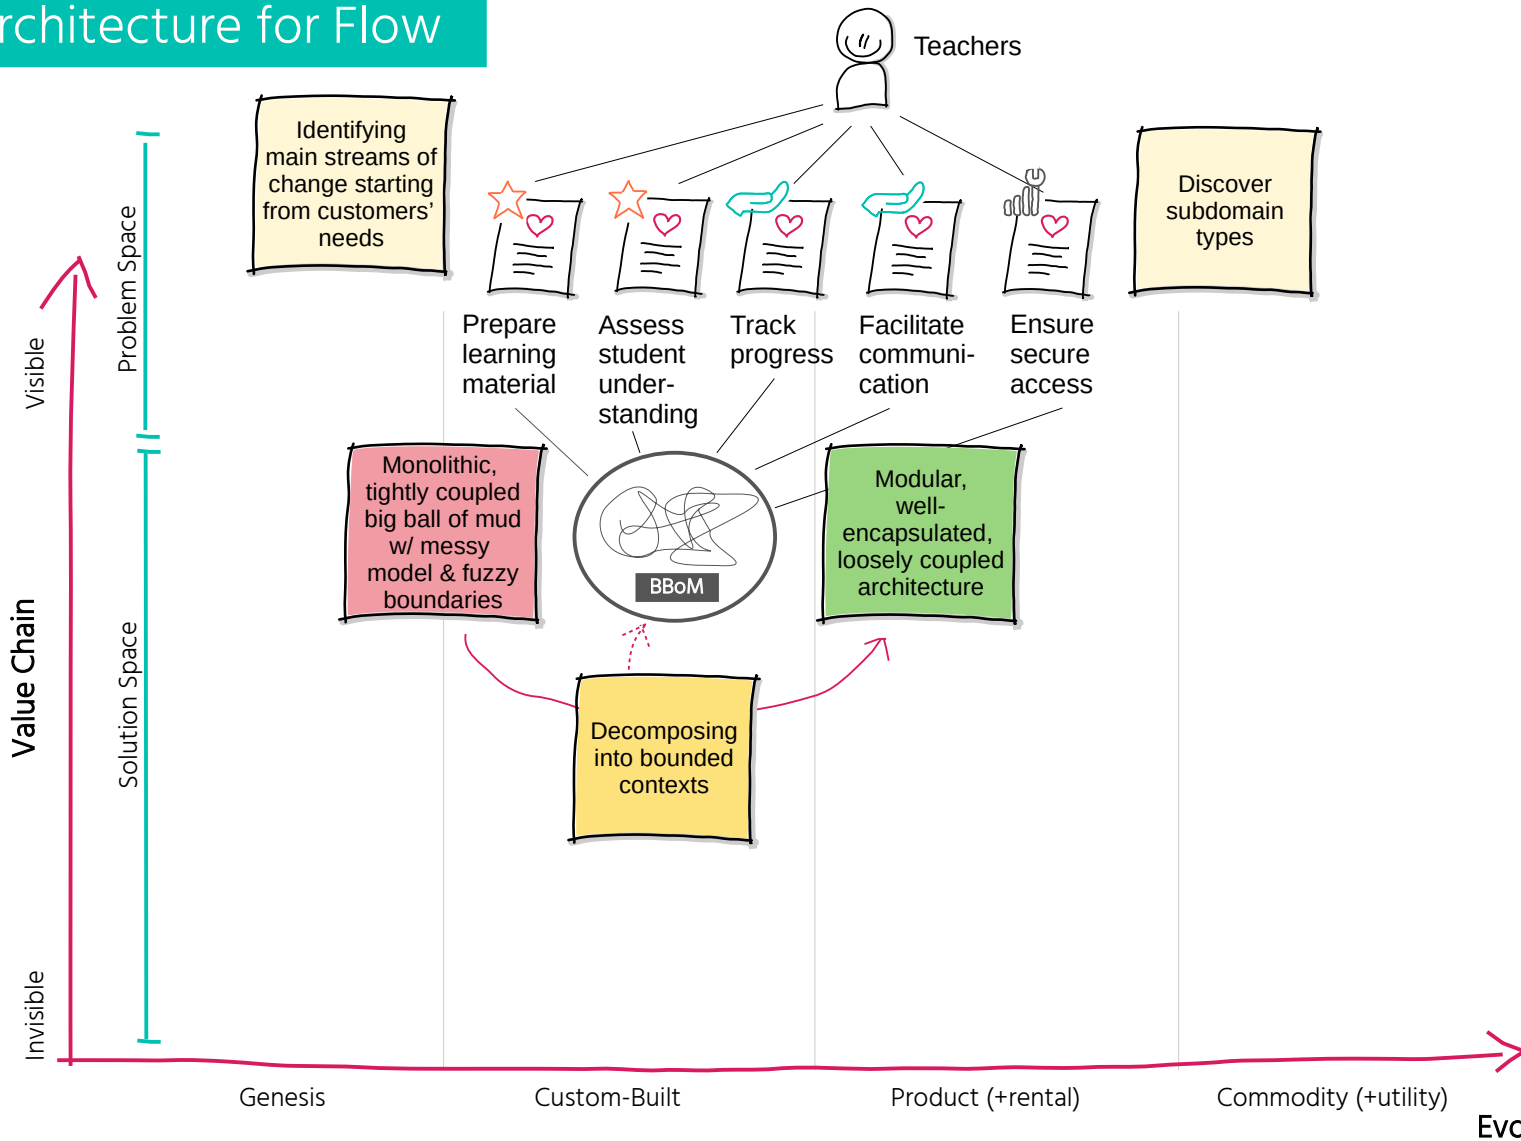 rchitecture for Flow
Teachers
Identifying
main streams of
change starting
from customers'
needs
Discover
subdomain
types
Problem Space
Visible
Prepare
learning
material
Assess
student
under-
standing
Track
progress
Facilitate
communi-
cation
Ensure
secure
access
Monolithic,
tightly coupled
big ball of mud
w/ messy
model & fuzzy
boundaries
BBoM
Modular,
well-
encapsulated,
loosely coupled
architecture
Value Chain
Solution Space
Decomposing
into bounded
contexts
Invisible
Genesis
Custom-Built
Product (+rental)
Commodity (+utility)
Evo